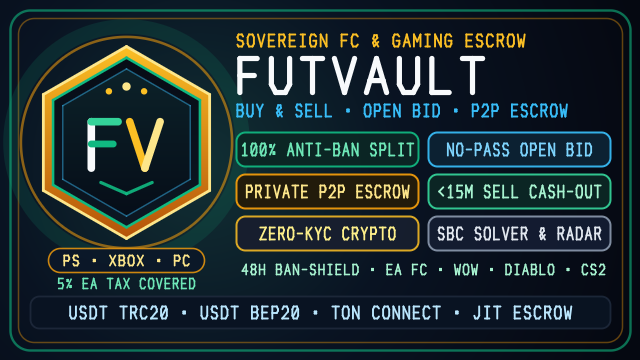 SOVEREIGN FC & GAMING ESCROW
FUTVAULT
BUY & SELL · OPEN BID · P2P ESCROW
FV
100% ANTI-BAN SPLIT
NO-PASS OPEN BID
PRIVATE P2P ESCROW
<15M SELL CASH-OUT
ZERO-KYC CRYPTO
SBC SOLVER & RADAR
PS · XBOX · PC
5% EA TAX COVERED
48H BAN-SHIELD · EA FC · WOW · DIABLO · CS2
USDT TRC20 · USDT BEP20 · TON CONNECT · JIT ESCROW